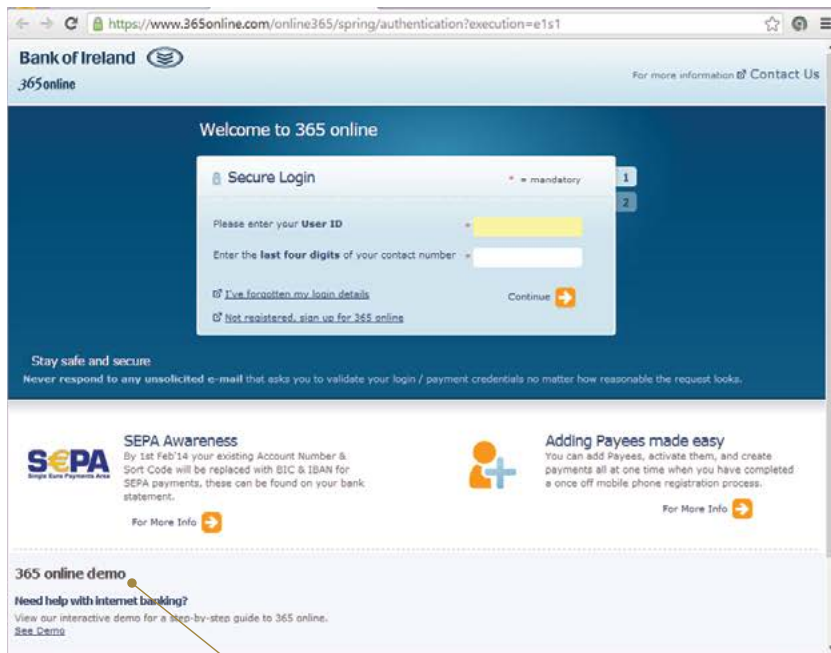 https://www.365online.com/online365/spring/authentication?execution=e1s1
Bank of Ireland
365 online
For more information Contact Us
Welcome to 365 online
Secure Login
* = mandatory
1
2
Please enter your User ID *
Enter the last four digits of your contact number *
I've forgotten my login details
Continue
Not registered, sign up for 365 online
Stay safe and secure
Never respond to any unsolicited e-mail that asks you to validate your login / payment credentials no matter how reasonable the request looks.
S€PA
Single Euro Payments Area
SEPA Awareness
By 1st Feb'14 your existing Account Number &
Sort Code will be replaced with BIC & IBAN for
SEPA payments, these can be found on your bank
statement.
For More Info
Adding Payees made easy
You can add Payees, activate them, and create
payments all at one time when you have completed
a once off mobile phone registration process.
For More Info
365 online demo
Need help with internet banking?
View our interactive demo for a step-by-step guide to 365 online.
See Demo